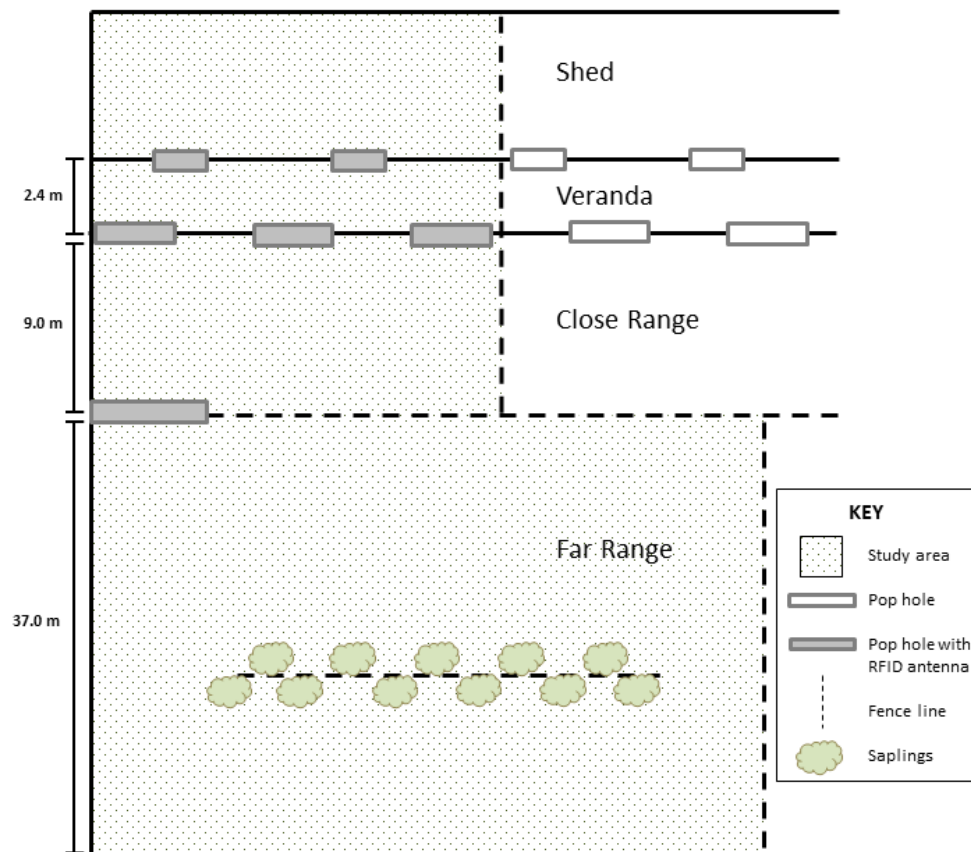 Shed
2.4 m
Veranda
9.0 m
Close Range
Far Range
37.0 m
KEY
Study area
Pop hole
Pop hole with
RFID antenna
Fence line
Saplings